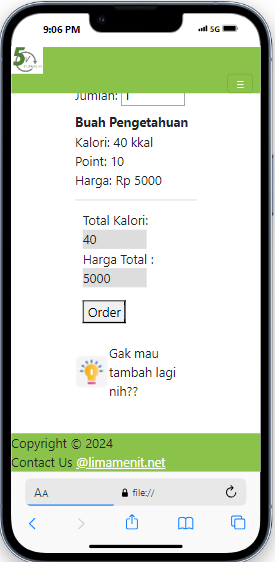 9:06 PM
5G
5
Jumlah: 1
Buah Pengetahuan
Kalori: 40 kkal
Point: 10
Harga: Rp 5000
Total Kalori:
40
Harga Total :
5000
Order
Gak mau
tambah lagi
nih??
Copyright © 2024
Contact Us @limamenit.net
AA
file://